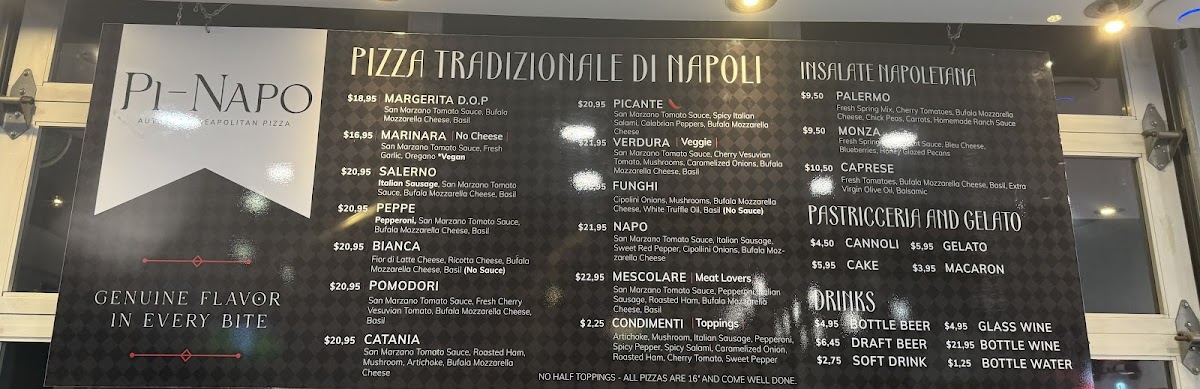 PI-NAPO
PIZZA TRADIZIONALE DI NAPOLI
$18,95 MARGERITA D.O.P
San Marzano Tomato Sauce, Bufala
Mozzarella Cheese, Basil
$16,95 MARINARA | No Cheese |
San Marzano Tomato Sauce, Fresh
Garlic, Oregano *Vegan
$20,95 SALERNO
Italian Sausage, San Marzano Tomato
Sauce, Bufala Mozzarella Cheese, Basil
$20,95 PEPPE
Pepperoni, San Marzano Tomato Sauce,
Bufala Mozzarella Cheese, Basil
$20,95 BIANCA
Fior di Latte Cheese, Ricotta Cheese, Bufala
Mozzarella Cheese, Basil (No Sauce)
$20,95 POMODORI
San Marzano Tomato Sauce, Fresh Cherry
Vesuvian Tomato, Bufala Mozzarella Cheese,
Basil
$20,95 CATANIA
San Marzano Tomato Sauce, Roasted Ham,
Mushroom, Artichoke, Bufala Mozzarella
Cheese
GENUINE FLAVOR
IN EVERY BITE
$20,95 PICANTE
San Marzano Tomato Sauce, Spicy Italian
Salami, Calabrian Peppers, Bufala Mozzarella
Cheese
$21,95 VERDURA | Veggie |
San Marzano Tomato Sauce, Cherry Vesuvian
Tomato, Mushrooms, Caramelized Onions, Bufala
Mozzarella Cheese, Basil
FUNGHI
Cipolini Onions, Mushrooms, Bufala Mozzarella
Cheese, White Truffle Oil, Basil (No Sauce)
$21,95 NAPO
San Marzano Tomato Sauce, Italian Sausage,
Sweet Red Pepper, Cipollini Onions, Bufala Moz-
zarella Cheese
$22,95 MESCOLARE | Meat Lovers
San Marzano Tomato Sauce, Pepperoni, Italian
Sausage, Roasted Ham, Bufala Mozzarella
Cheese, Basil
$2,25 CONDIMENTI | Toppings
Artichoke, Mushroom, Italian Sausage, Pepperoni,
Spicy Pepper, Spicy Salami, Caramelized Onion,
Roasted Ham, Cherry Tomato, Sweet Pepper
NO HALF TOPPINGS - ALL PIZZAS ARE 16" AND COME WELL DONE.
INSALATE NAPOLETANA
$9,50 PALERMO
Fresh Spring Mix, Cherry Tomatoes, Bufala Mozzarella
Cheese, Chick Peas, Carrots, Homemade Ranch Sauce
$9,50 MONZA
Fresh Spring Sauce, Bleu Cheese,
Blueberries, Honey Glazed Pecans
$10,50 CAPRESE
Fresh Tomatoes, Bufala Mozzarella Cheese, Basil, Extra
Virgin Olive Oil, Balsamic
PASTRICCERIA AND GELATO
$4,50 CANNOLI $5,95 GELATO
$5,95 CAKE $3,95 MACARON
DRINKS
$4,95 BOTTLE BEER $4,95 GLASS WINE
$6,45 DRAFT BEER $21,95 BOTTLE WINE
$2,75 SOFT DRINK $1,25 BOTTLE WATER